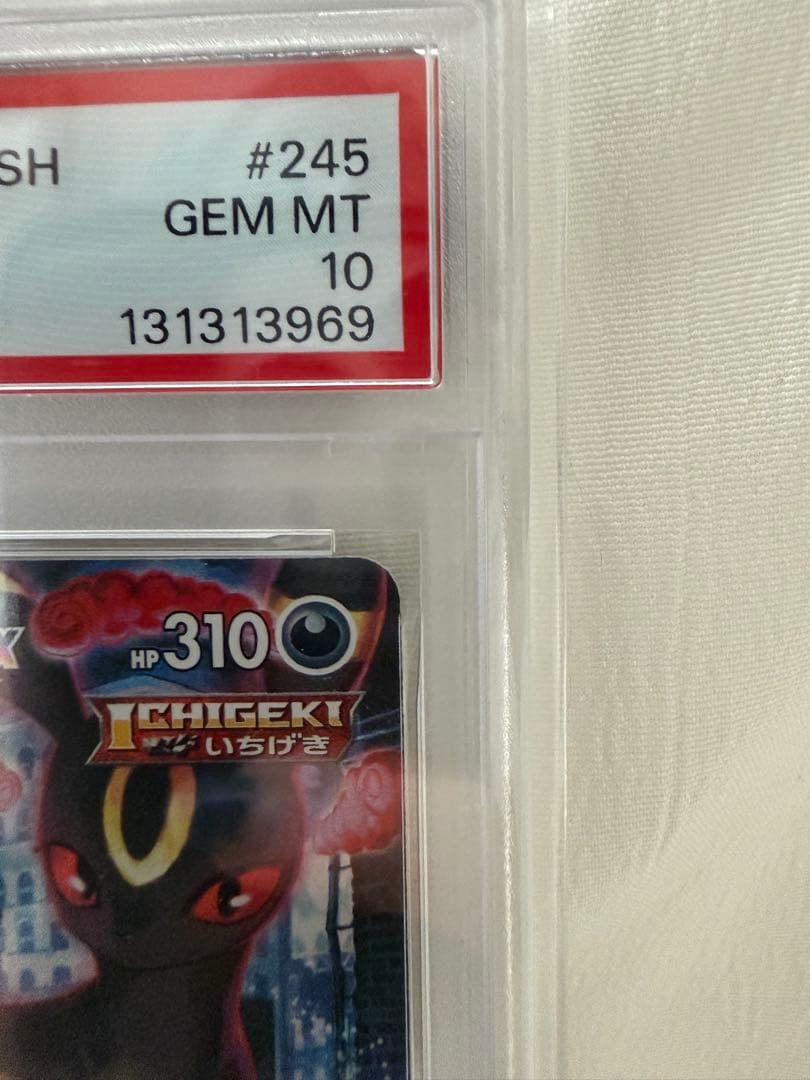 SH #245
GEM MT
10
131313969
X HP 310
ICHIGEKI
いちげき